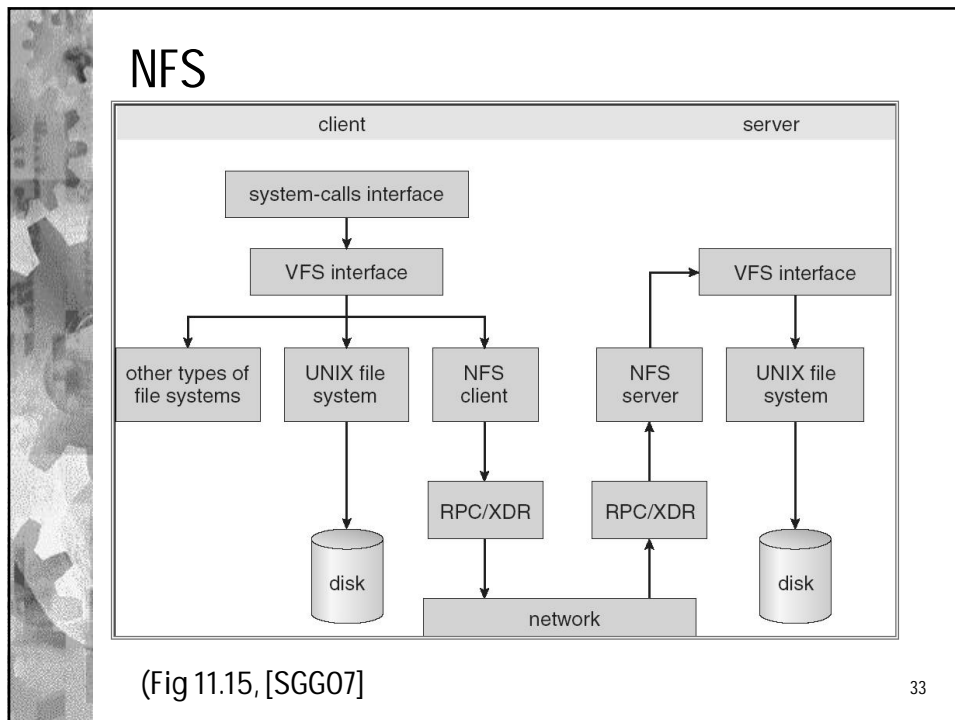 NFS
client
server
system-calls interface
VFS interface
VFS interface
other types of
file systems
UNIX file
system
NFS
client
NFS
server
UNIX file
system
RPC/XDR
RPC/XDR
disk
disk
network
(Fig 11.15, [SGG07]
33